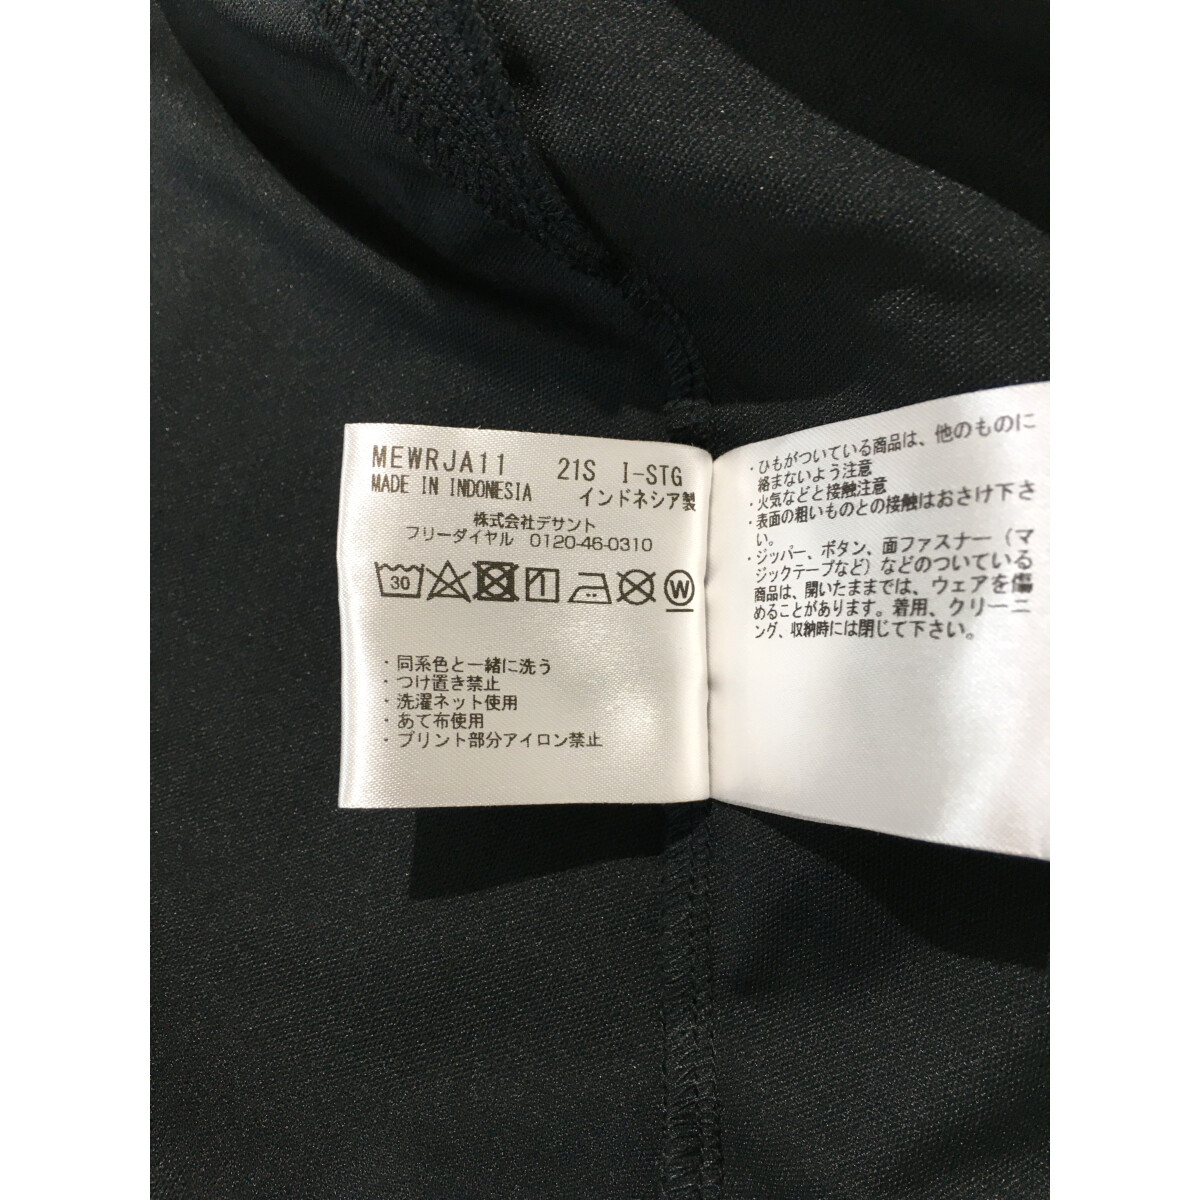 MEWRJA11 21S I-STG
MADE IN INDONESIA インドネシア製
株式会社デサント
フリーダイヤル 0120-46-0310
30
W
・同系色と一緒に洗う
・つけ置き禁止
・洗濯ネット使用
・あて布使用
・プリント部分アイロン禁止
・ひもがついている商品は、他のものに
絡まないよう注意
・火気などと接触注意
・表面の粗いものとの接触はおさけ下さ
い。
・ジッパー、ボタン、面ファスナー（マ
ジックテープなど）などのついている
商品は、開いたままでは、ウェアを傷
めることがあります。着用、クリーニ
ング、収納時には閉じて下さい。